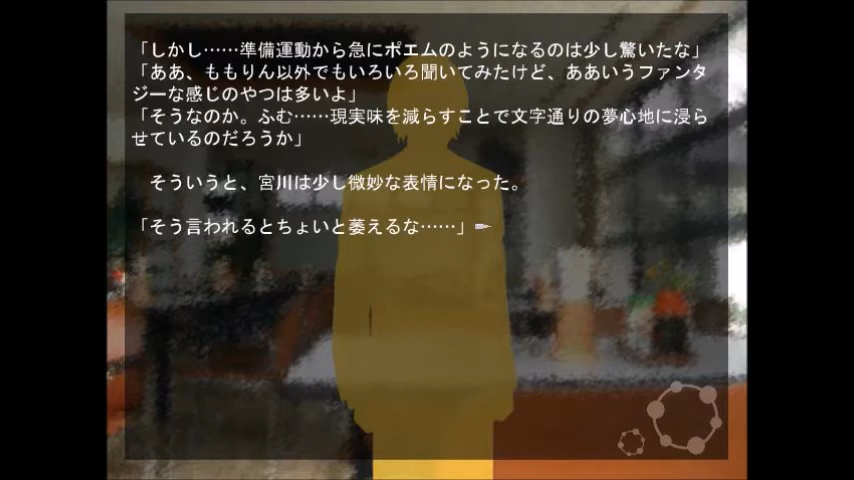 「しかし……準備運動から急にポエムのようになるのは少し驚いたな」
「ああ、ももりん以外でもいろいろ聞いてみたけど、ああいうファンタ
ジーな感じのやつは多いよ」
「そうなのか。ふむ……現実味を減らすことで文字通りの夢心地に浸ら
せているのだろうか」
　そういうと、宮川は少し微妙な表情になった。
「そう言われるとちょいと萎えるな……」